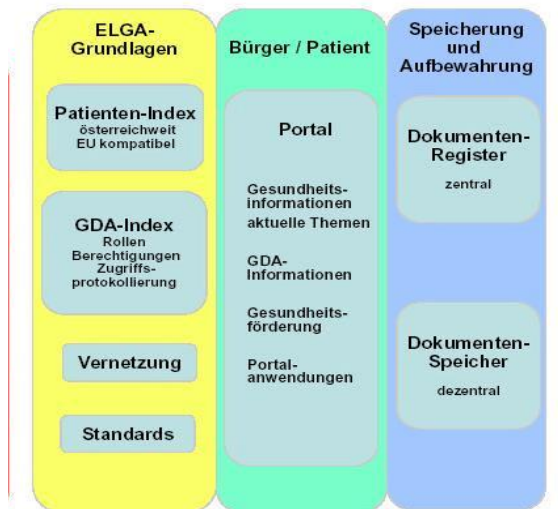 ELGA-
Grundlagen
Patienten-Index
österreichweit
EU kompatibel
GDA-Index
Rollen
Berechtigungen
Zugriffs-
protokollierung
Vernetzung
Standards
Bürger / Patient
Portal
Gesundheits-
informationen
aktuelle Themen
GDA-
Informationen
Gesundheits-
förderung
Portal-
anwendungen
Speicherung
und
Aufbewahrung
Dokumenten-
Register
zentral
Dokumenten-
Speicher
dezentral